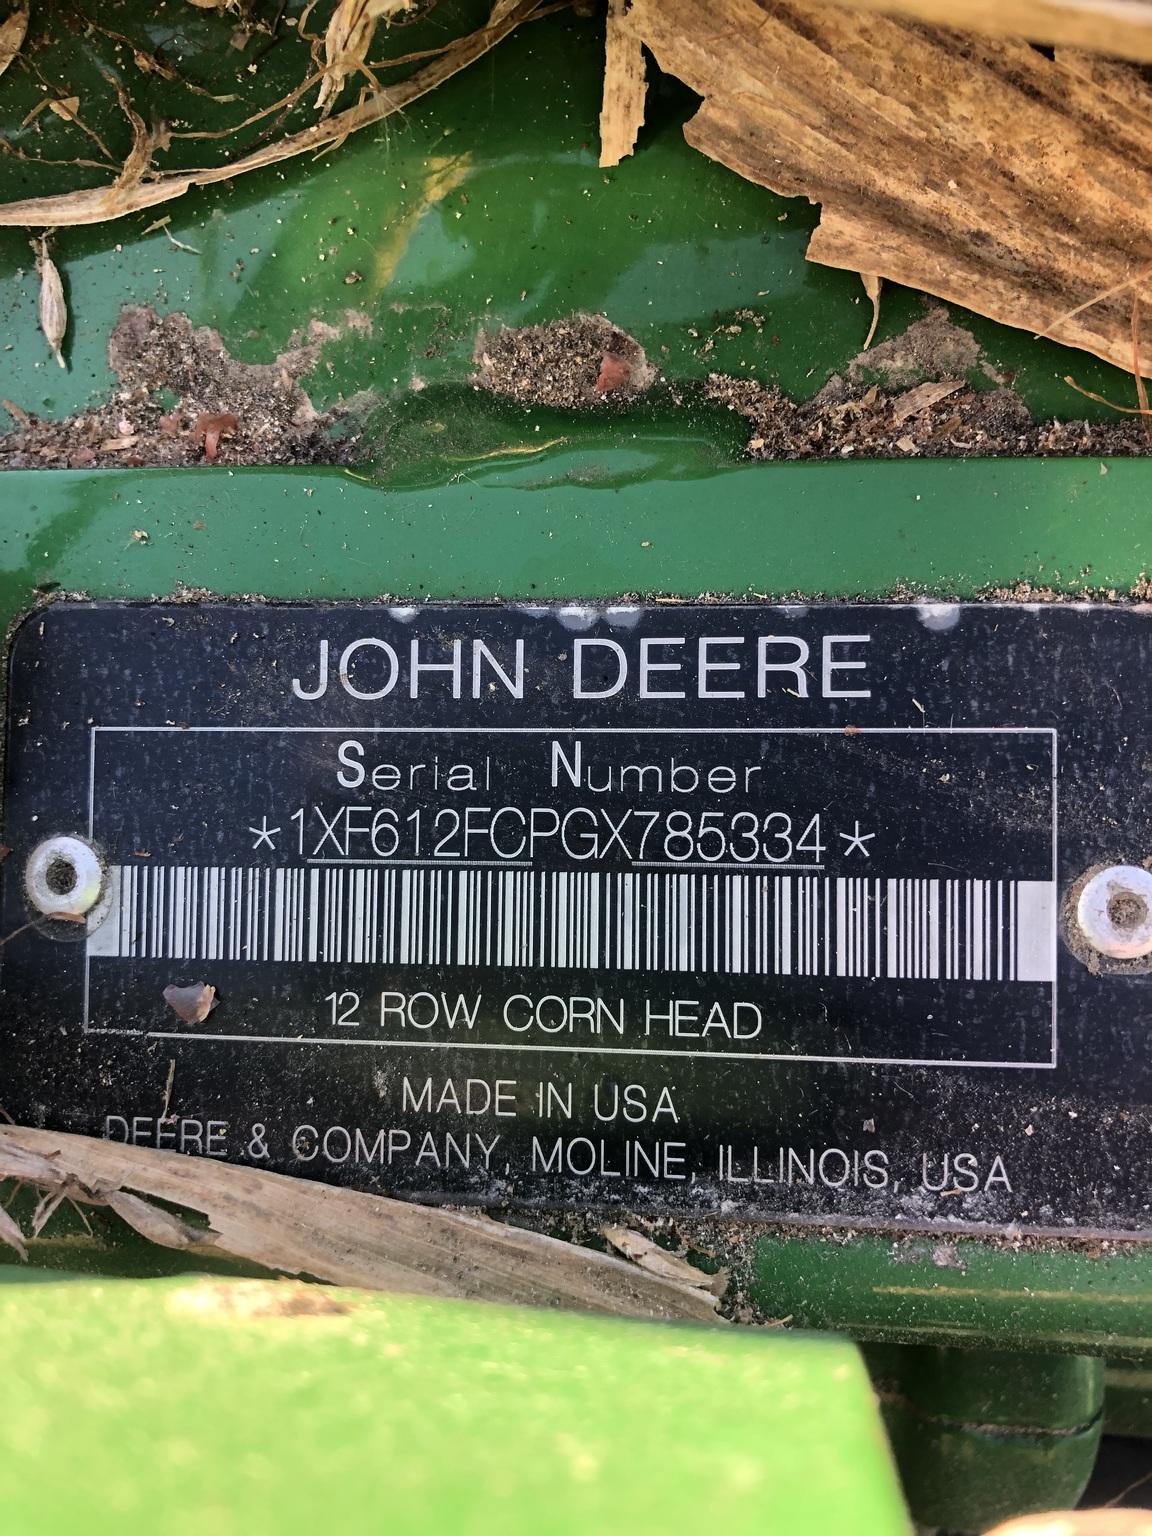 JOHN DEERE
Serial Number
*1XF612FCPGX785334*
12 ROW CORN HEAD
MADE IN USA
DEERE & COMPANY, MOLINE, ILLINOIS, USA